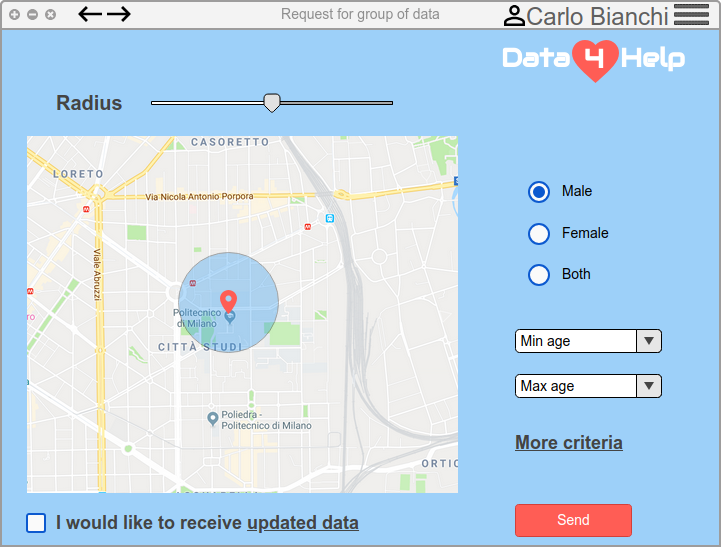 Request for group of data
Carlo Bianchi
Data 4 Help
Radius
CASORETTO
LORETO
Via Nicola Antonio Porpora
Viale Abruzzi
Politecnico
di Milano
CITTÀ STUDI
Poliedra -
Politecnico di Milano
ORTIC
Male
Female
Both
Min age
Max age
More criteria
I would like to receive updated data
Send